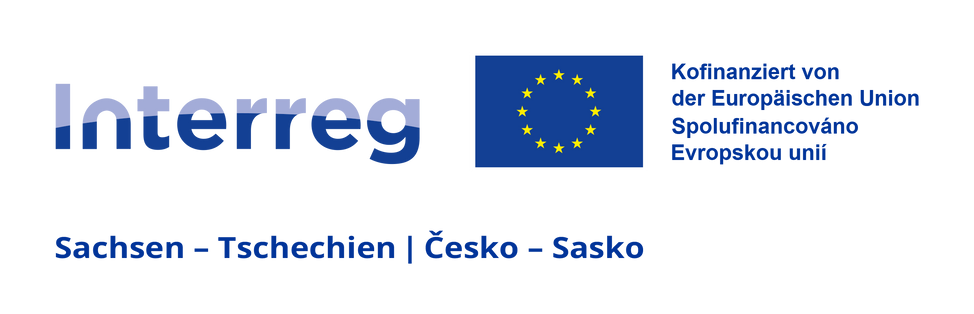 Interreg
Kofinanziert von
der Europäischen Union
Spolufinancováno
Evropskou unií
Sachsen – Tschechien | Česko – Sasko